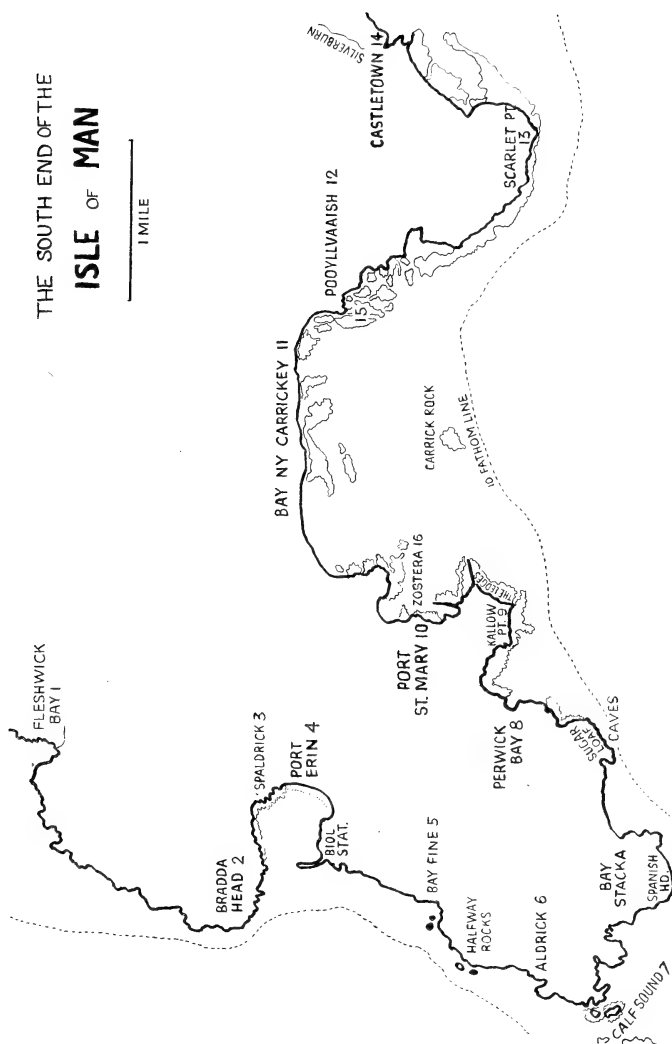 THE SOUTH END OF THE
ISLE OF MAN
1 MILE
FLESHWICK
BAY 1
BRADDA
HEAD 2
SPALDRICK 3
PORT
ERIN 4
BIOL
STAT.
BAY FINE 5
HALFWAY
ROCKS
ALDRICK 6
CALF SOUND 7
SPANISH
HD.
BAY
STACKA
SUGAR
LOAF
CAVES
PERWICK
BAY 8
KALLOW
PT. 9
THE LEDGES
PORT
ST. MARY 10
ZOSTERA 16
BAY NY CARRICKEY 11
CARRICK ROCK
10 FATHOM LINE
15
POOYLLVAAISH 12
SCARLET PT.
13
CASTLETOWN 14
SILVERBURN